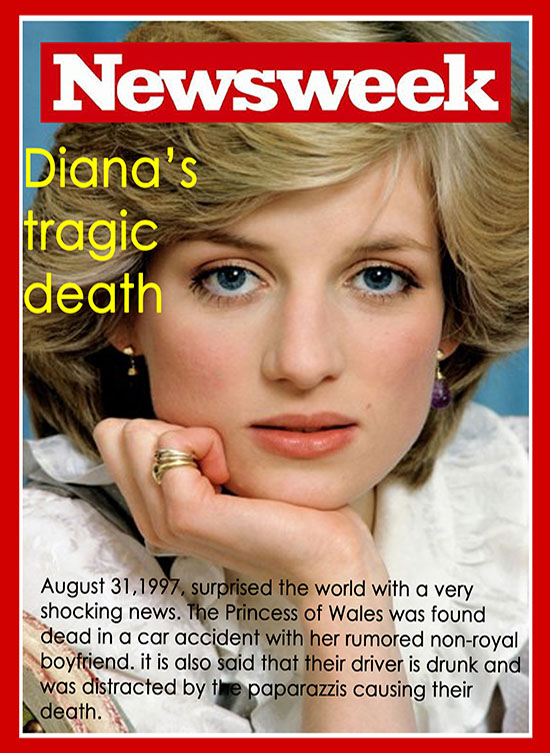 Newsweek
Diana's
tragic
death
August 31,1997, surprised the world with a very
shocking news. The Princess of Wales was found
dead in a car accident with her rumored non-royal
boyfriend. it is also said that their driver is drunk and
was distracted by the paparazzis causing their
death.